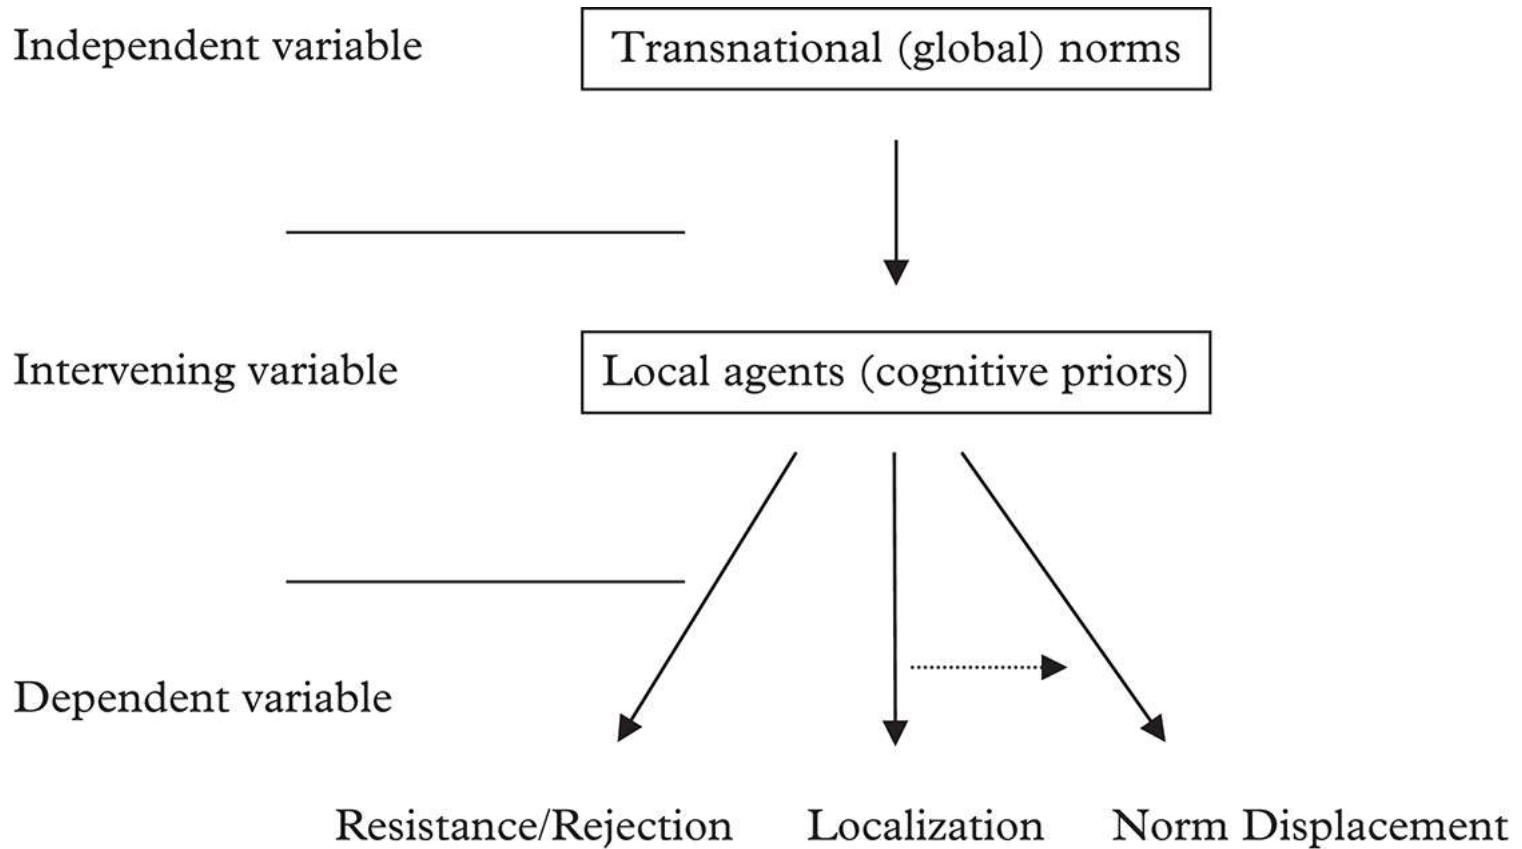 Independent variable
Transnational (global) norms
Intervening variable
Local agents (cognitive priors)
Dependent variable
Resistance/Rejection
Localization
Norm Displacement